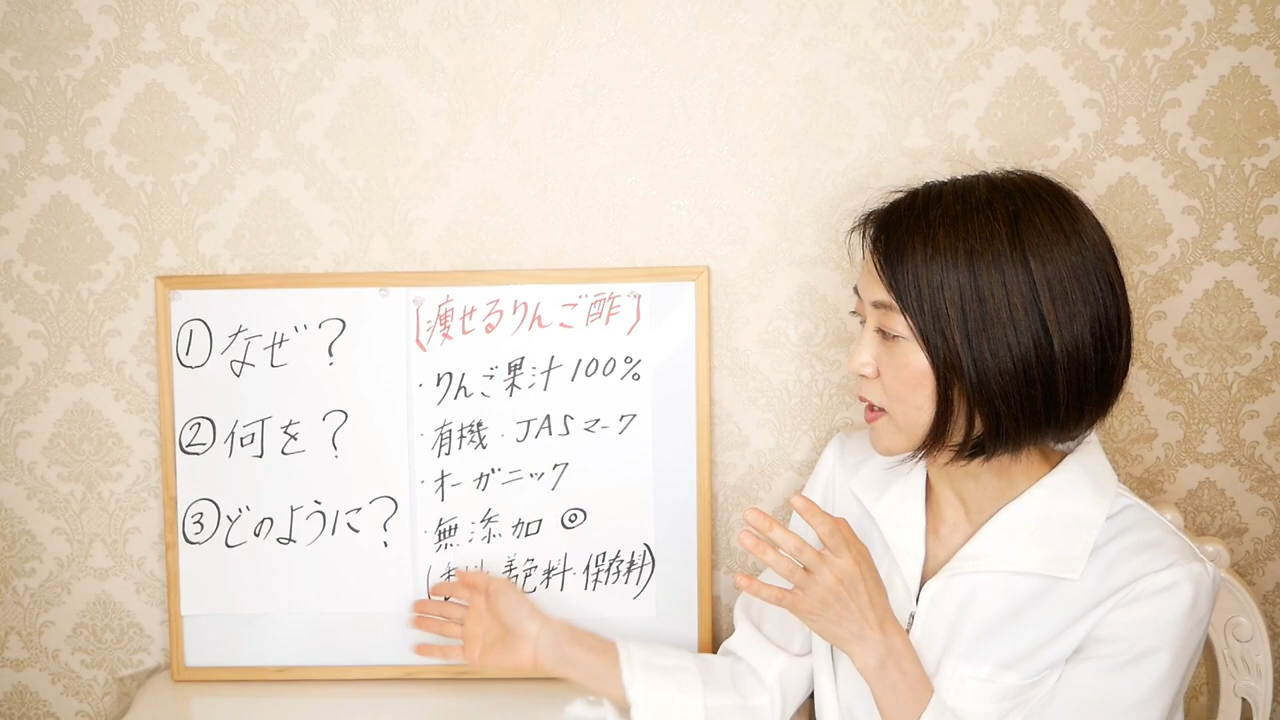 ① なぜ？
② 何を？
③ どのように？
[痩せるりんご酢]
・りんご果汁100%
・有機・JASマーク
・オーガニック
・無添加 ◎
着色料・保存料)